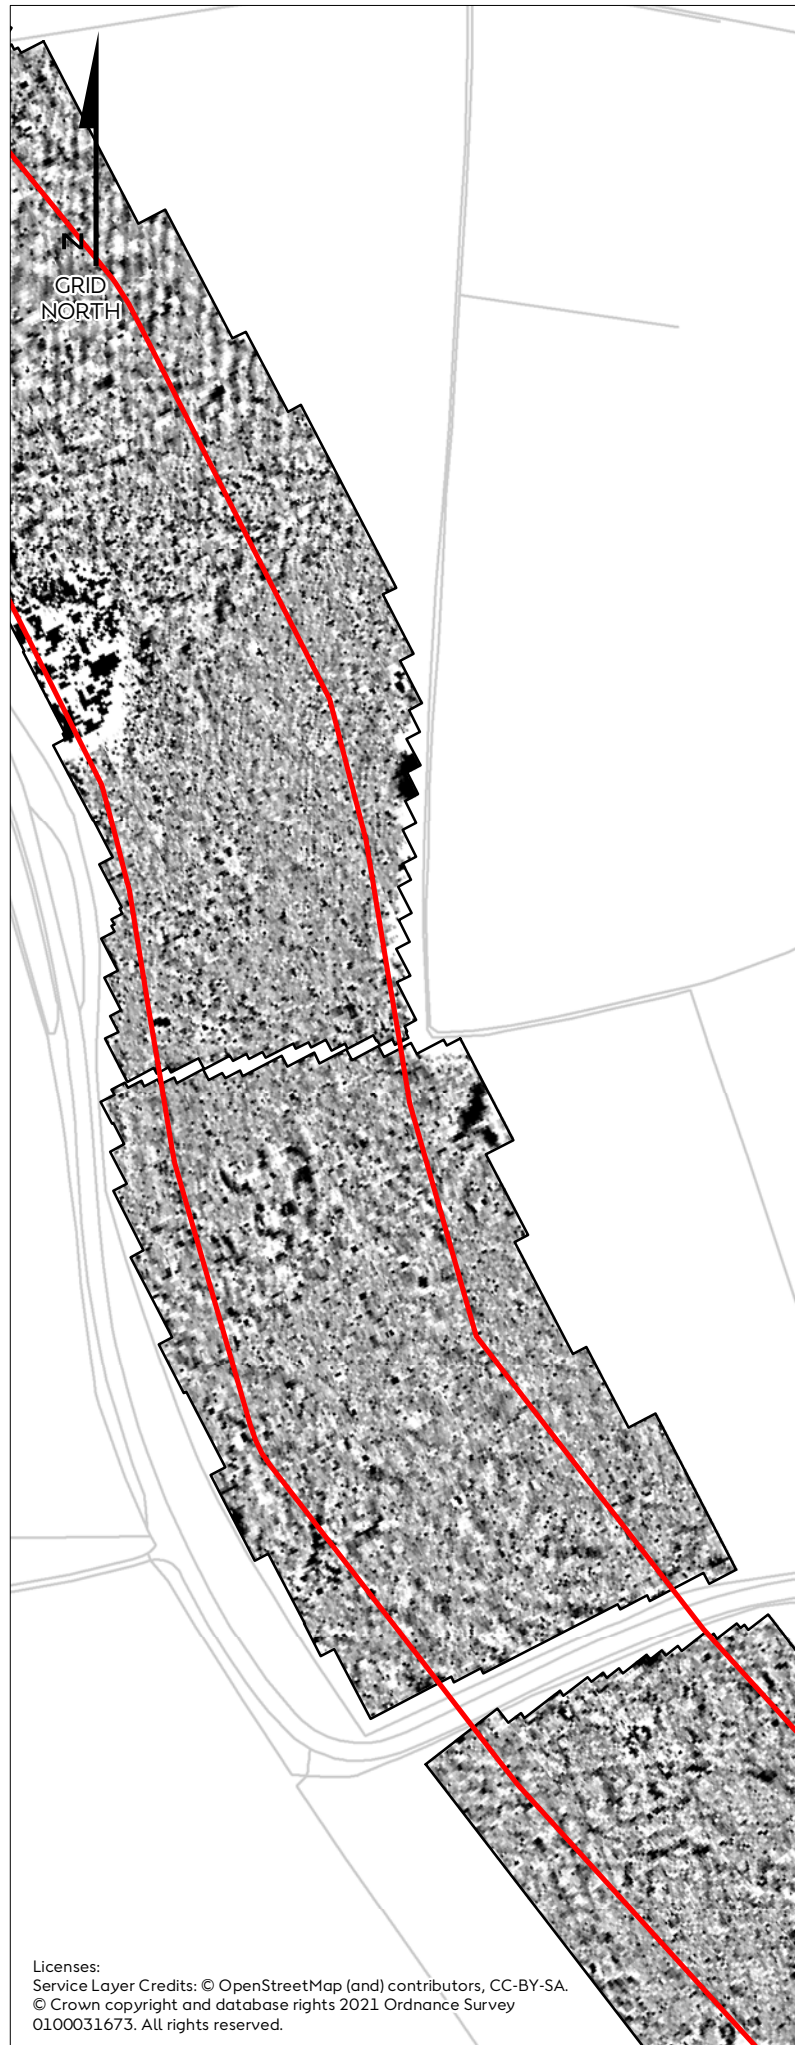 N
GRID
NORTH
Licenses:
Service Layer Credits: © OpenStreetMap (and) contributors, CC-BY-SA.
© Crown copyright and database rights 2021 Ordnance Survey
0100031673. All rights reserved.